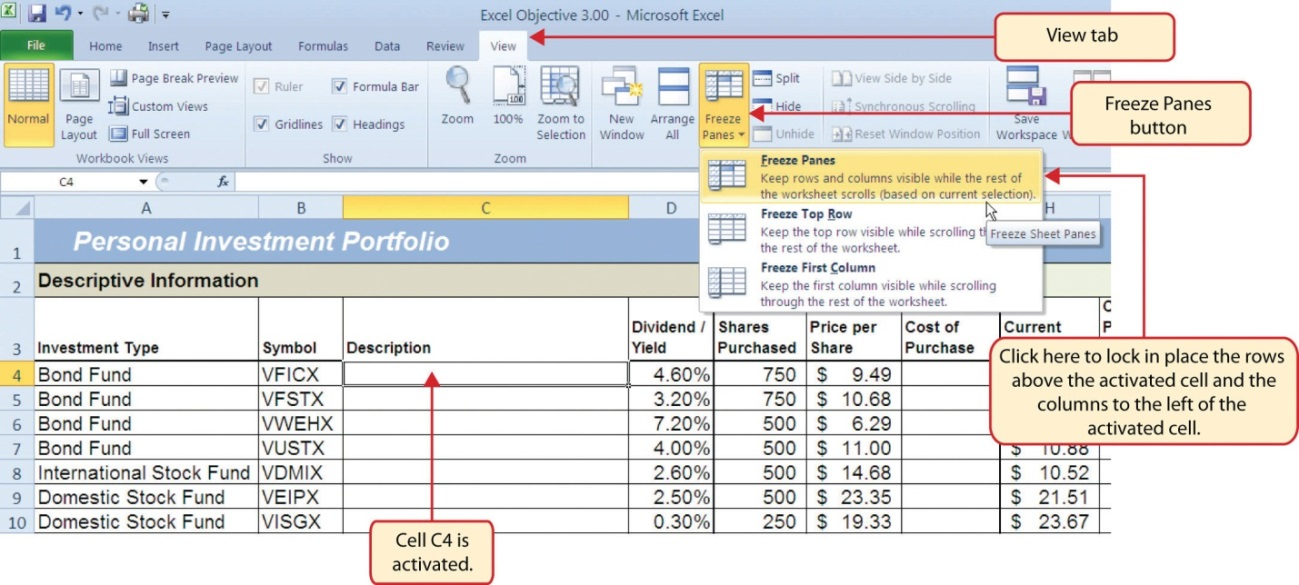 Excel Objective 3.00 - Microsoft Excel
File Home Insert Page Layout Formulas Data Review View
View tab
Page Break Preview
Custom Views
Full Screen
Normal
Page Layout
Workbook Views
Ruler
Formula Bar
Gridlines
Headings
Show
Zoom
100%
Zoom to Selection
Zoom
New Window
Arrange All
Freeze Panes
Split
Hide
Unhide
View Side by Side
Synchronous Scrolling
Reset Window Position
Save Workspace
Freeze Panes
button
Freeze Panes
Keep rows and columns visible while the rest of
the worksheet scrolls (based on current selection).
Freeze Top Row
Keep the top row visible while scrolling
the rest of the worksheet.
Freeze First Column
Keep the first column visible while scrolling
through the rest of the worksheet.
Freeze Sheet Panes
C4 fx
A B C D H
1 Personal Investment Portfolio
2 Descriptive Information
3 Investment Type Symbol Description Dividend / Yield Shares Purchased Price per Share Cost of Purchase Current
4 Bond Fund VFICX 4.60% 750 $ 9.49
5 Bond Fund VFSTX 3.20% 750 $ 10.68
6 Bond Fund VWEHX 7.20% 500 $ 6.29
7 Bond Fund VUSTX 4.00% 500 $ 11.00 $ 10.88
8 International Stock Fund VDMIX 2.60% 500 $ 14.68 $ 10.52
9 Domestic Stock Fund VEIPX 2.50% 500 $ 23.35 $ 21.51
10 Domestic Stock Fund VISGX 0.30% 250 $ 19.33 $ 23.67
Click here to lock in place the rows
above the activated cell and the
columns to the left of the
activated cell.
Cell C4 is
activated.